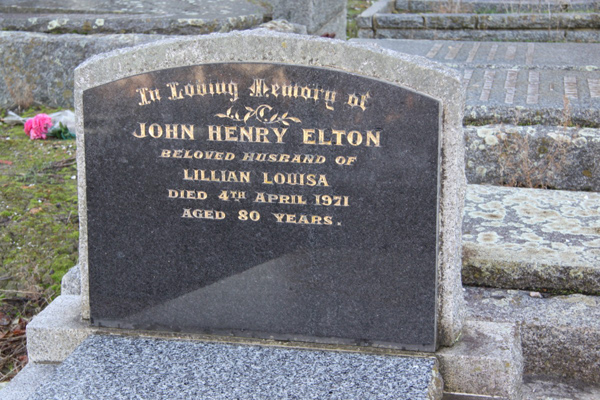 In Loving Memory of
JOHN HENRY ELTON
BELOVED HUSBAND OF
LILLIAN LOUISA
DIED 4TH APRIL 1971
AGED 80 YEARS.